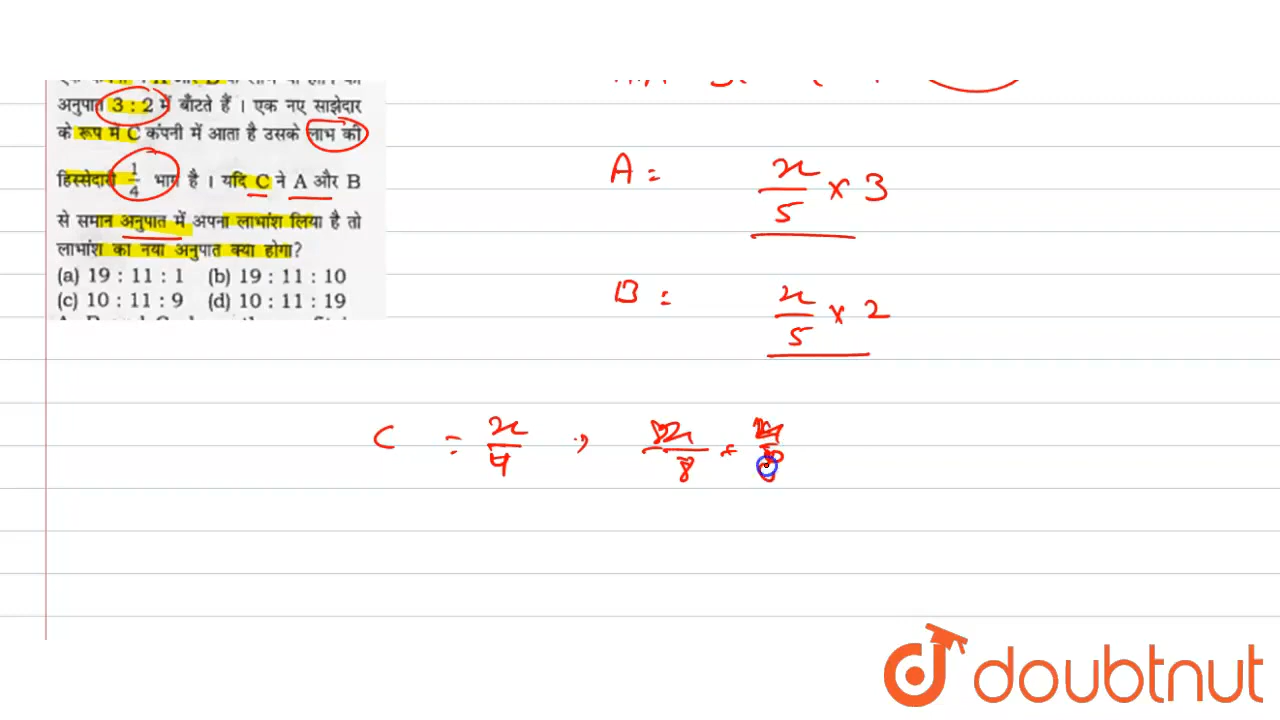 अनुपात 3 : 2 में बाँटते हैं । एक नए साझेदार
के रूप में C कंपनी में आता है उसके लाभ की
हिस्सेदारी 1/4 भाग है । यदि C ने A और B
से समान अनुपात में अपना लाभांश लिया है तो
लाभांश का नया अनुपात क्या होगा?
(a) 19 : 11 : 1 (b) 19 : 11 : 10
(c) 10 : 11 : 9 (d) 10 : 11 : 19
A = x/5 × 3
B = x/5 × 2
C = x/4
doubtnut